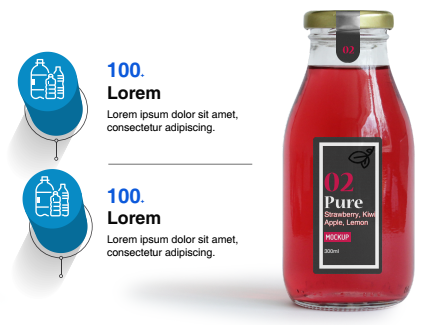 100.
Lorem
Lorem ipsum dolor sit amet,
consectetur adipiscing.
100.
Lorem
Lorem ipsum dolor sit amet,
consectetur adipiscing.
02
02
Pure
Strawberry, Kiwi
Apple, Lemon
MOCKUP
300ml